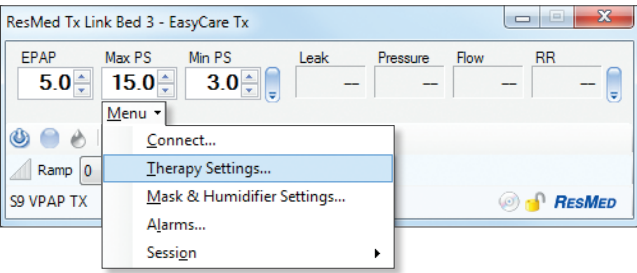 ResMed Tx Link Bed 3 - EasyCare Tx
EPAP Max PS Min PS Leak Pressure Flow RR
5.0 15.0 3.0 -- -- -- --
Menu
Connect...
Therapy Settings...
Ramp 0
Mask & Humidifier Settings...
S9 VPAP TX RESMED
Alarms...
Session